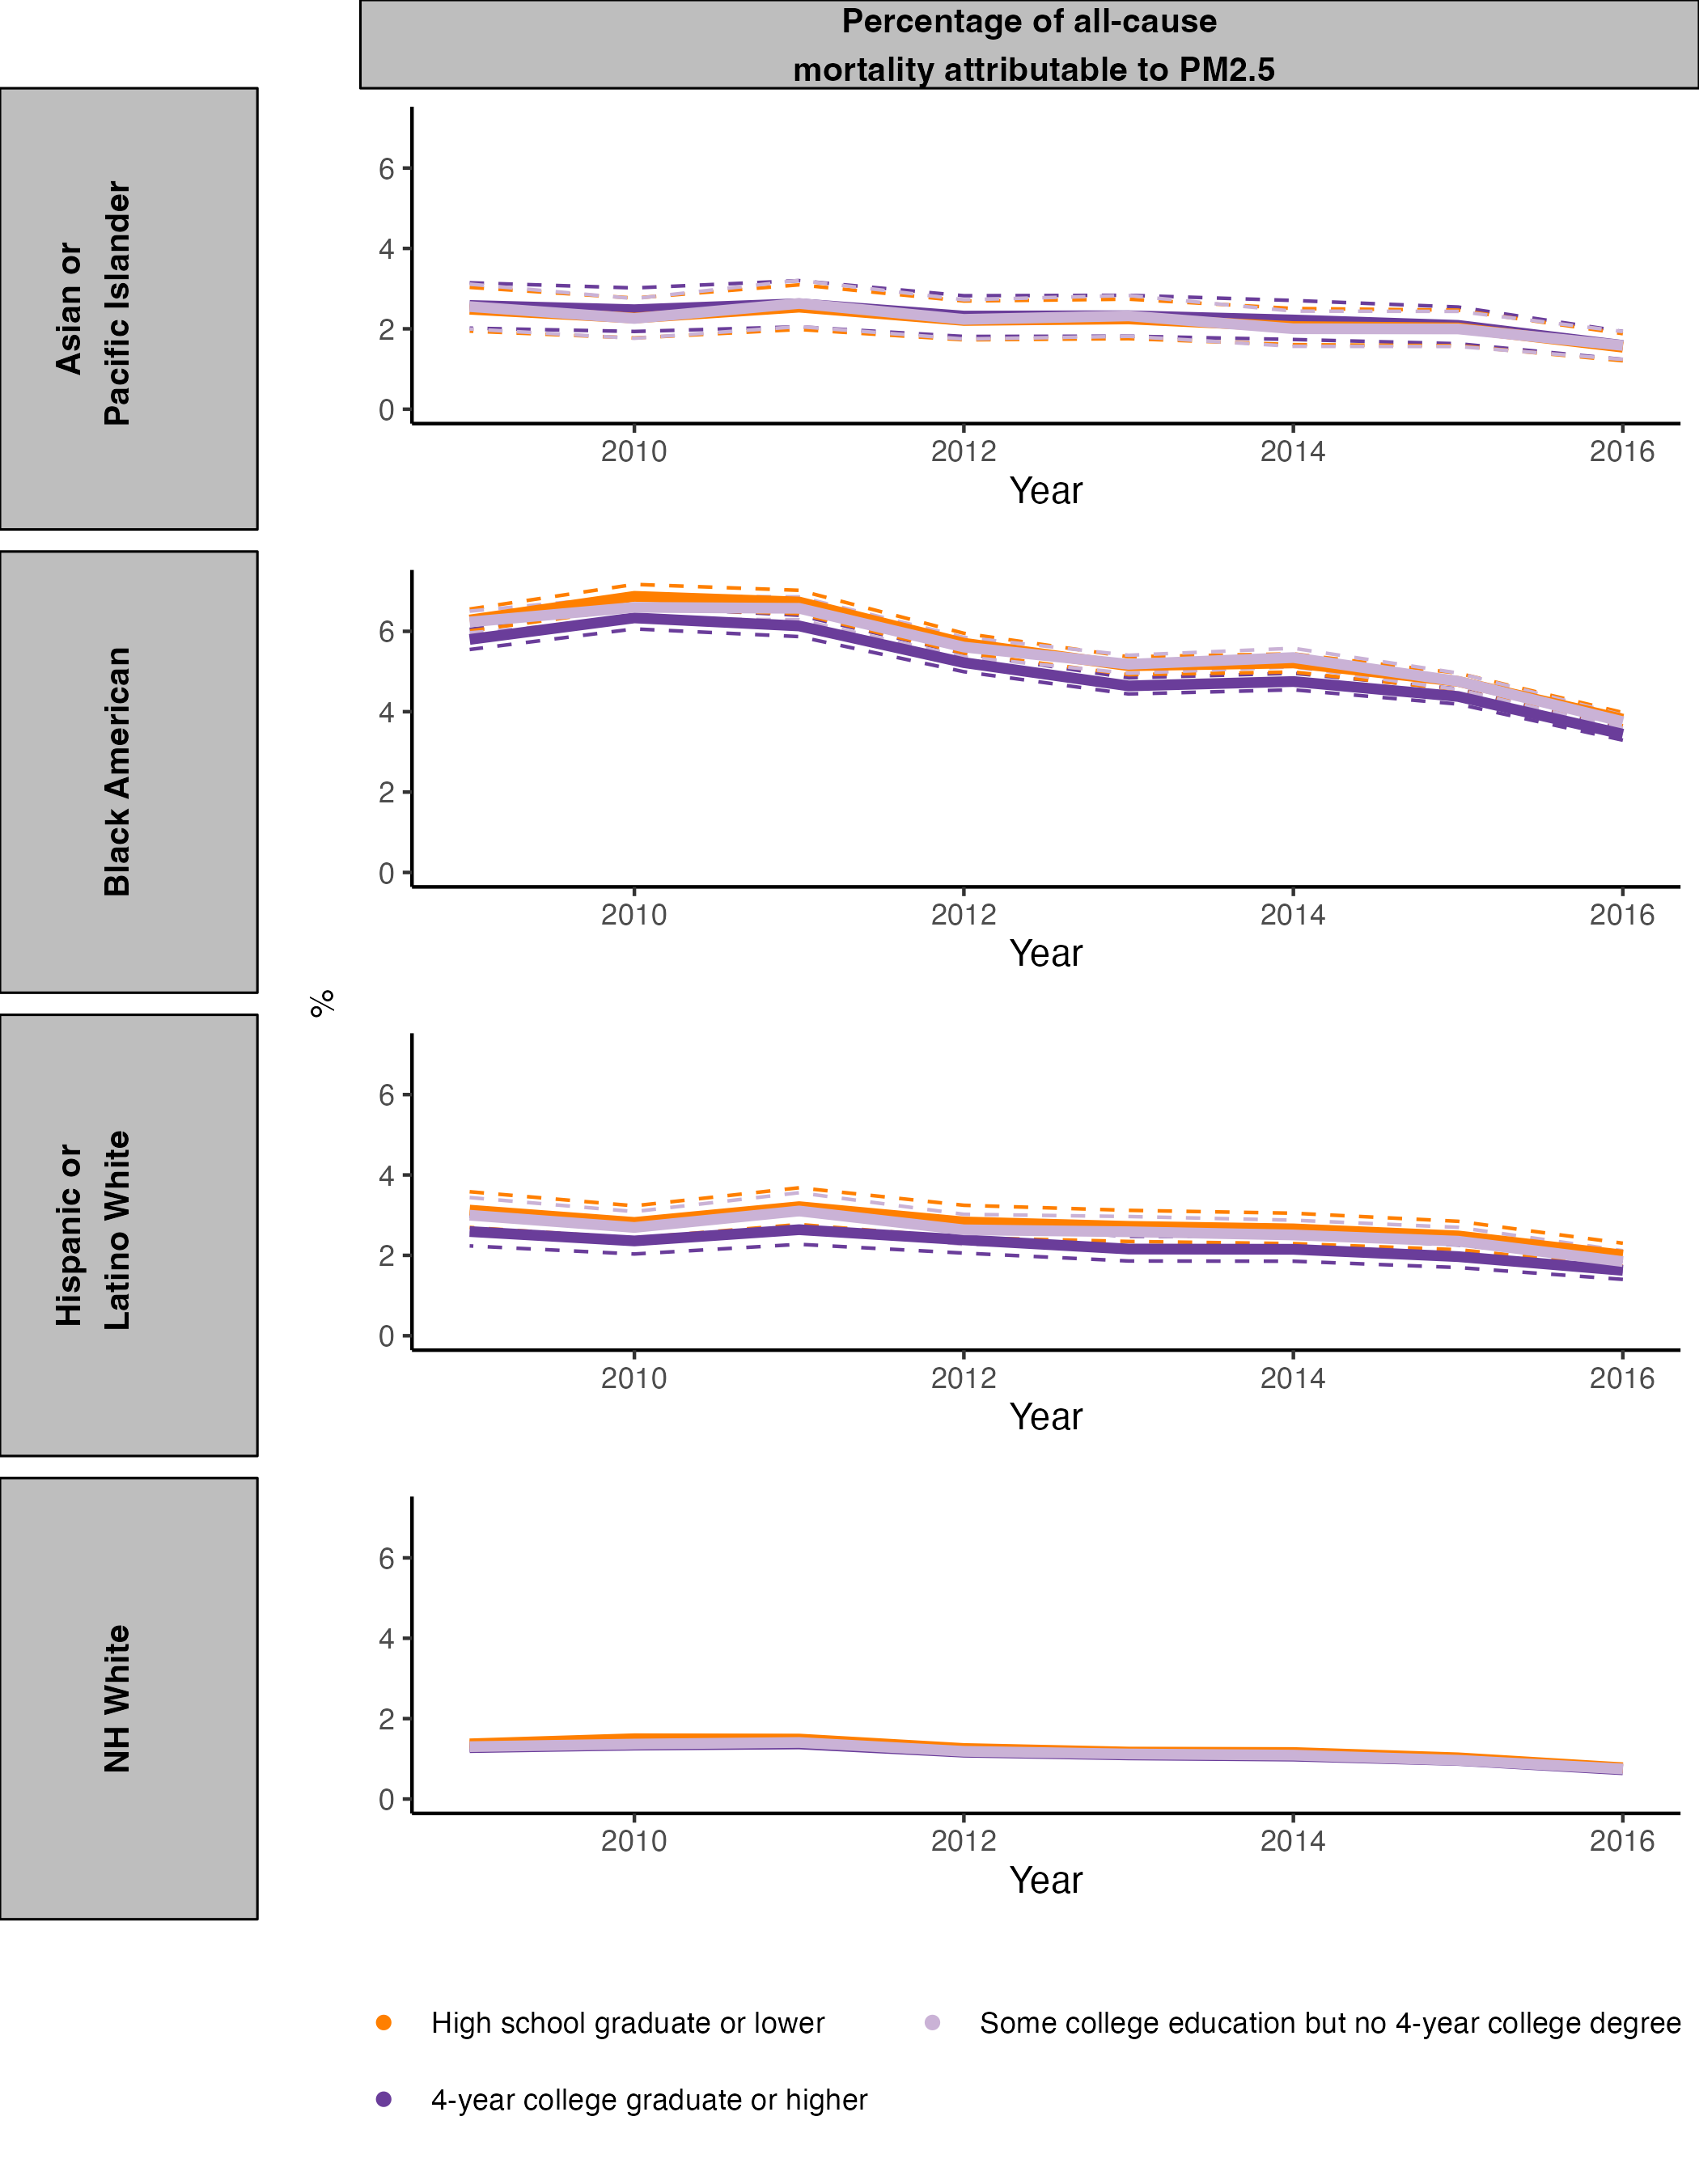 Percentage of all-cause
mortality attributable to PM2.5
Asian or
Pacific Islander
6
4
2
0
2010 2012 2014 2016
Year
Black American
6
4
2
0
2010 2012 2014 2016
Year
%
Hispanic or
Latino White
6
4
2
0
2010 2012 2014 2016
Year
NH White
6
4
2
0
2010 2012 2014 2016
Year
High school graduate or lower
Some college education but no 4-year college degree
4-year college graduate or higher